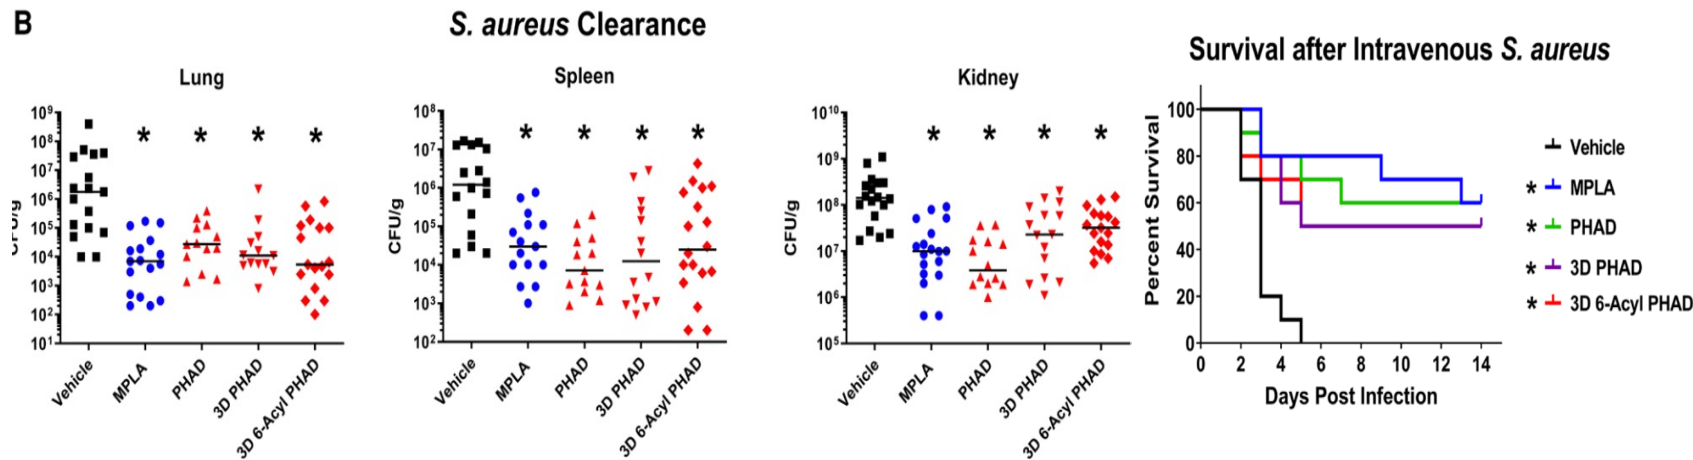 B
S. aureus Clearance
Lung
CFU/g
10⁹
10⁸
10⁷
10⁶
10⁵
10⁴
10³
10²
10¹
* * * *
Vehicle
MPLA
PHAD
3D PHAD
3D 6-Acyl PHAD
Spleen
CFU/g
10⁸
10⁷
10⁶
10⁵
10⁴
10³
10²
* * * *
Vehicle
MPLA
PHAD
3D PHAD
3D 6-Acyl PHAD
Kidney
CFU/g
10¹⁰
10⁹
10⁸
10⁷
10⁶
10⁵
* * * *
Vehicle
MPLA
PHAD
3D PHAD
3D 6-Acyl PHAD
Survival after Intravenous S. aureus
Percent Survival
100
80
60
40
20
0
0 2 4 6 8 10 12 14
Days Post Infection
Vehicle
* MPLA
* PHAD
* 3D PHAD
* 3D 6-Acyl PHAD